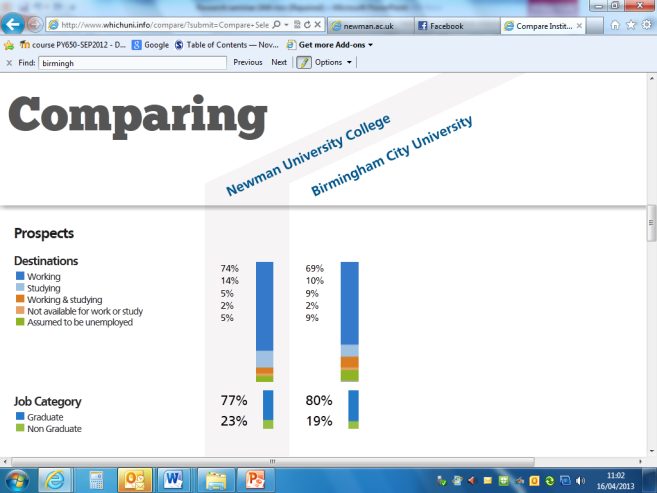 http://www.whichuni.info/compare/?submit=Compare+Sele
newman.ac.uk
Facebook
Compare Instit...
course PY650-SEP2012 - D...
Google
Table of Contents — Nov...
Get more Add-ons
x Find: birmingh
Previous Next
Options
Comparing
Newman University College
Birmingham City University
Prospects
Destinations
Working 74% 69%
Studying 14% 10%
Working & studying 5% 9%
Not available for work or study 2% 2%
Assumed to be unemployed 5% 9%
Job Category 77% 80%
Graduate 23% 19%
Non Graduate
11:02
16/04/2013